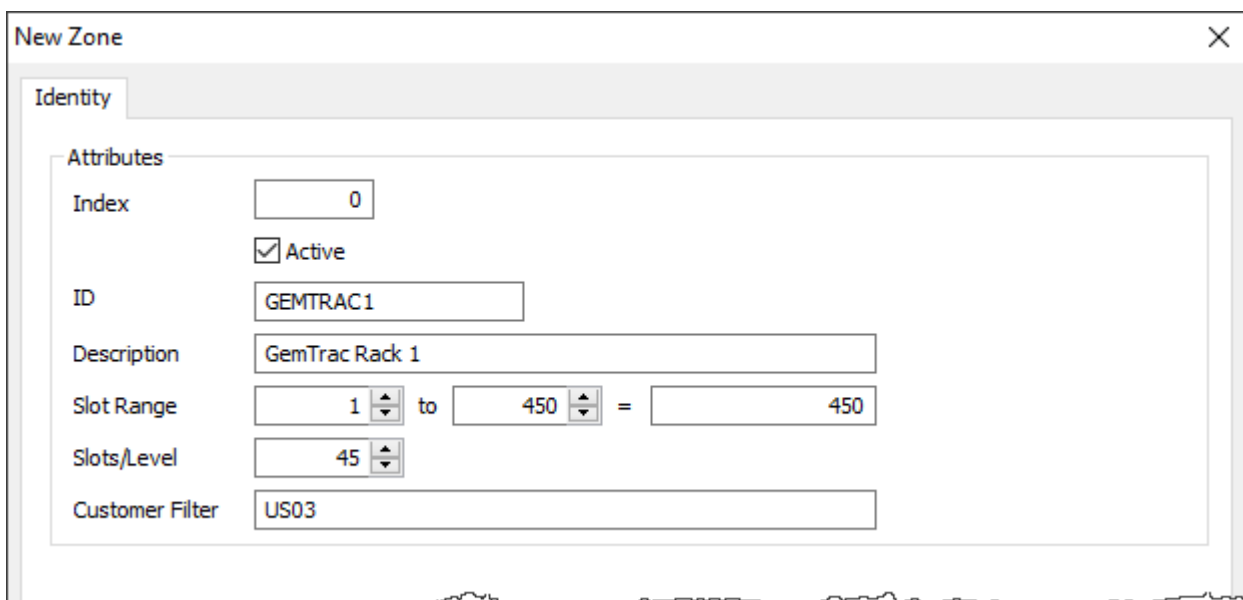 New Zone
Identity
Attributes
Index 0
Active
ID GEMTRAC1
Description GemTrac Rack 1
Slot Range 1 to 450 = 450
Slots/Level 45
Customer Filter US03